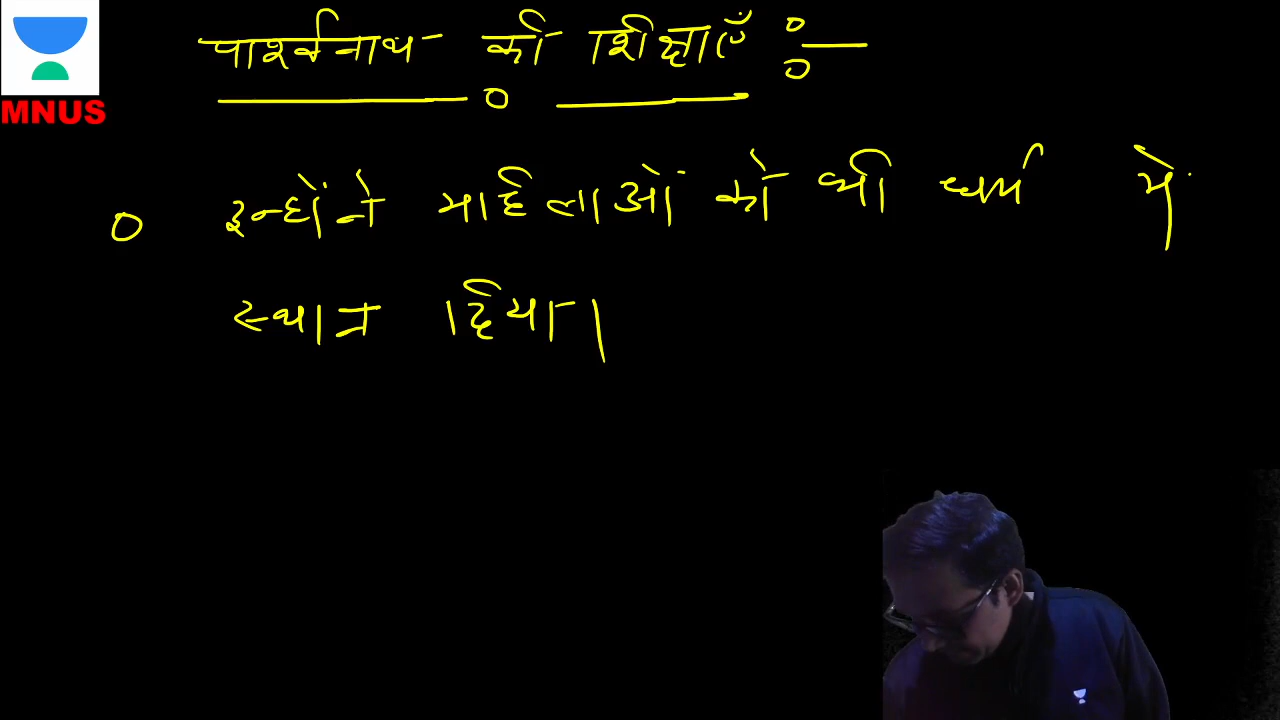 MNUS
पार्श्वनाथ की शिक्षाएँ :-
इन्होंने महिलाओं को भी धर्म में
स्थान दिया।